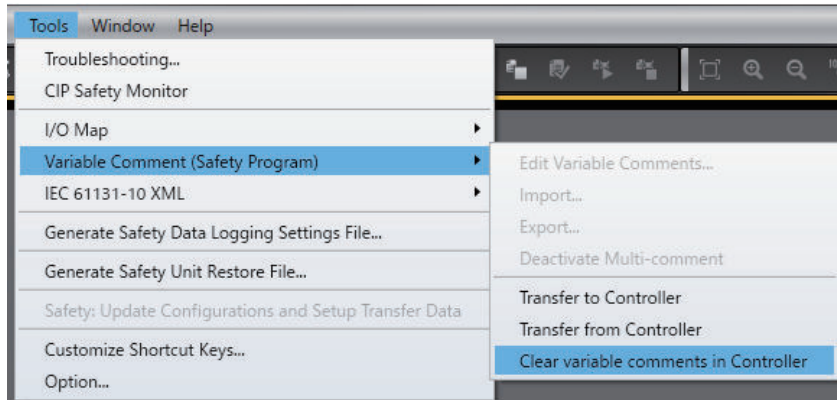 Tools Window Help
Troubleshooting...
CIP Safety Monitor
I/O Map
Variable Comment (Safety Program)
IEC 61131-10 XML
Generate Safety Data Logging Settings File...
Generate Safety Unit Restore File...
Safety: Update Configurations and Setup Transfer Data
Customize Shortcut Keys...
Option...
Edit Variable Comments...
Import...
Export...
Deactivate Multi-comment
Transfer to Controller
Transfer from Controller
Clear variable comments in Controller